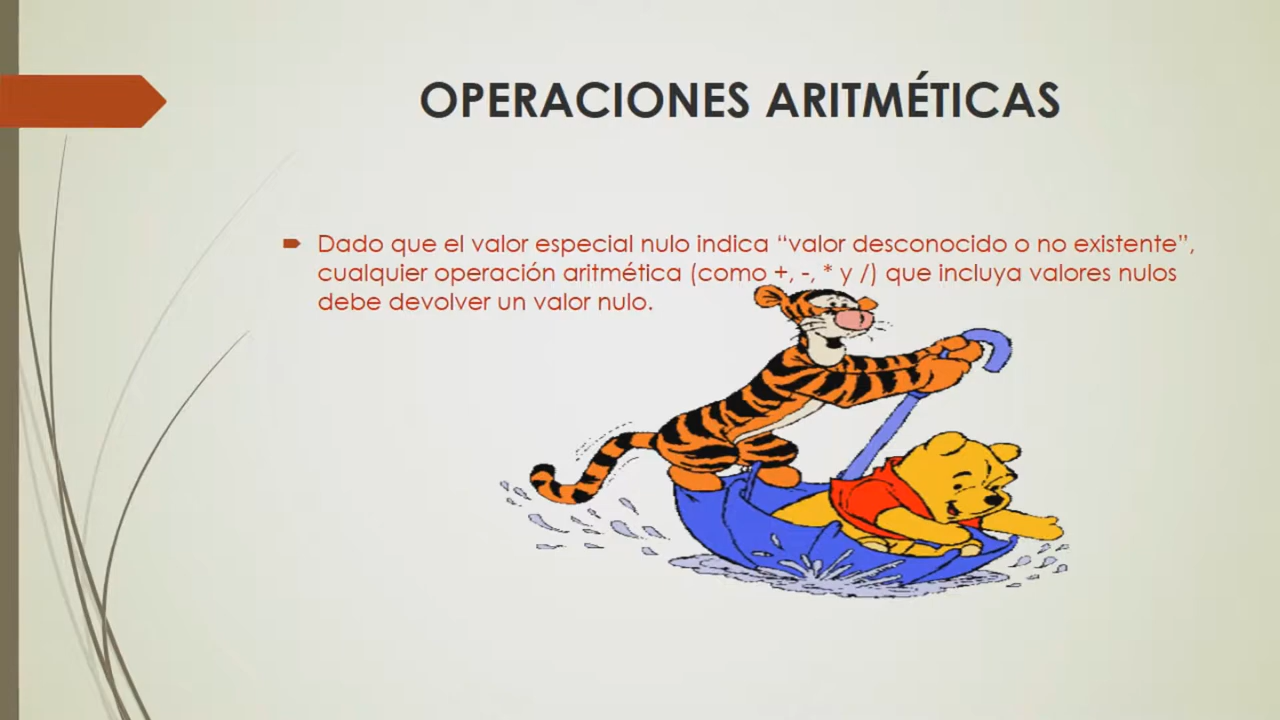 OPERACIONES ARITMÉTICAS
Dado que el valor especial nulo indica “valor desconocido o no existente”,
cualquier operación aritmética (como +, -, * y /) que incluya valores nulos
debe devolver un valor nulo.